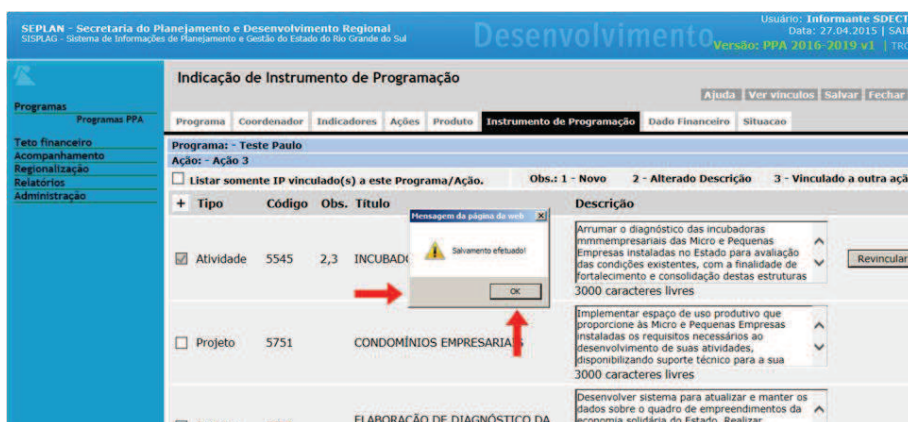 SEPLAN - Secretaria do Planejamento e Desenvolvimento Regional
SISPLAG - Sistema de Informações de Planejamento e Gestão do Estado do Rio Grande do Sul
Desenvolvimento
Usuário: Informante SDECT
Data: 27.04.2015 | SAIR
Versão: PPA 2016-2019 v1 | TRO
Programas
Programas PPA
Teto financeiro
Acompanhamento
Regionalização
Relatórios
Administração
Indicação de Instrumento de Programação
Ajuda Ver vínculos Salvar Fechar
Programa Coordenador Indicadores Ações Produto Instrumento de Programação Dado Financeiro Situacao
Programa: - Teste Paulo
Ação: - Ação 3
Listar somente IP vinculado(s) a este Programa/Ação. Obs.: 1 - Novo 2 - Alterado Descrição 3 - Vinculado a outra açã
+ Tipo Código Obs. Título Descrição
Mensagem da página da web X
Salvamento efetuado!
OK
Atividade 5545 2,3 INCUBADO
Arrumar o diagnóstico das incubadoras
mmmempresariais das Micro e Pequenas
Empresas instaladas no Estado para avaliação
das condições existentes, com a finalidade de
fortalecimento e consolidação destas estruturas
3000 caracteres livres
Revincular
Projeto 5751 CONDOMÍNIOS EMPRESARIAIS
Implementar espaço de uso produtivo que
proporcione às Micro e Pequenas Empresas
instaladas os requisitos necessários ao
desenvolvimento de suas atividades,
disponibilizando suporte técnico para a sua
3000 caracteres livres
ELABORAÇÃO DE DIAGNÓSTICO DA
Desenvolver sistema para atualizar e manter os
dados sobre o quadro de empreendimentos da
economia solidária do Estado. Realizar